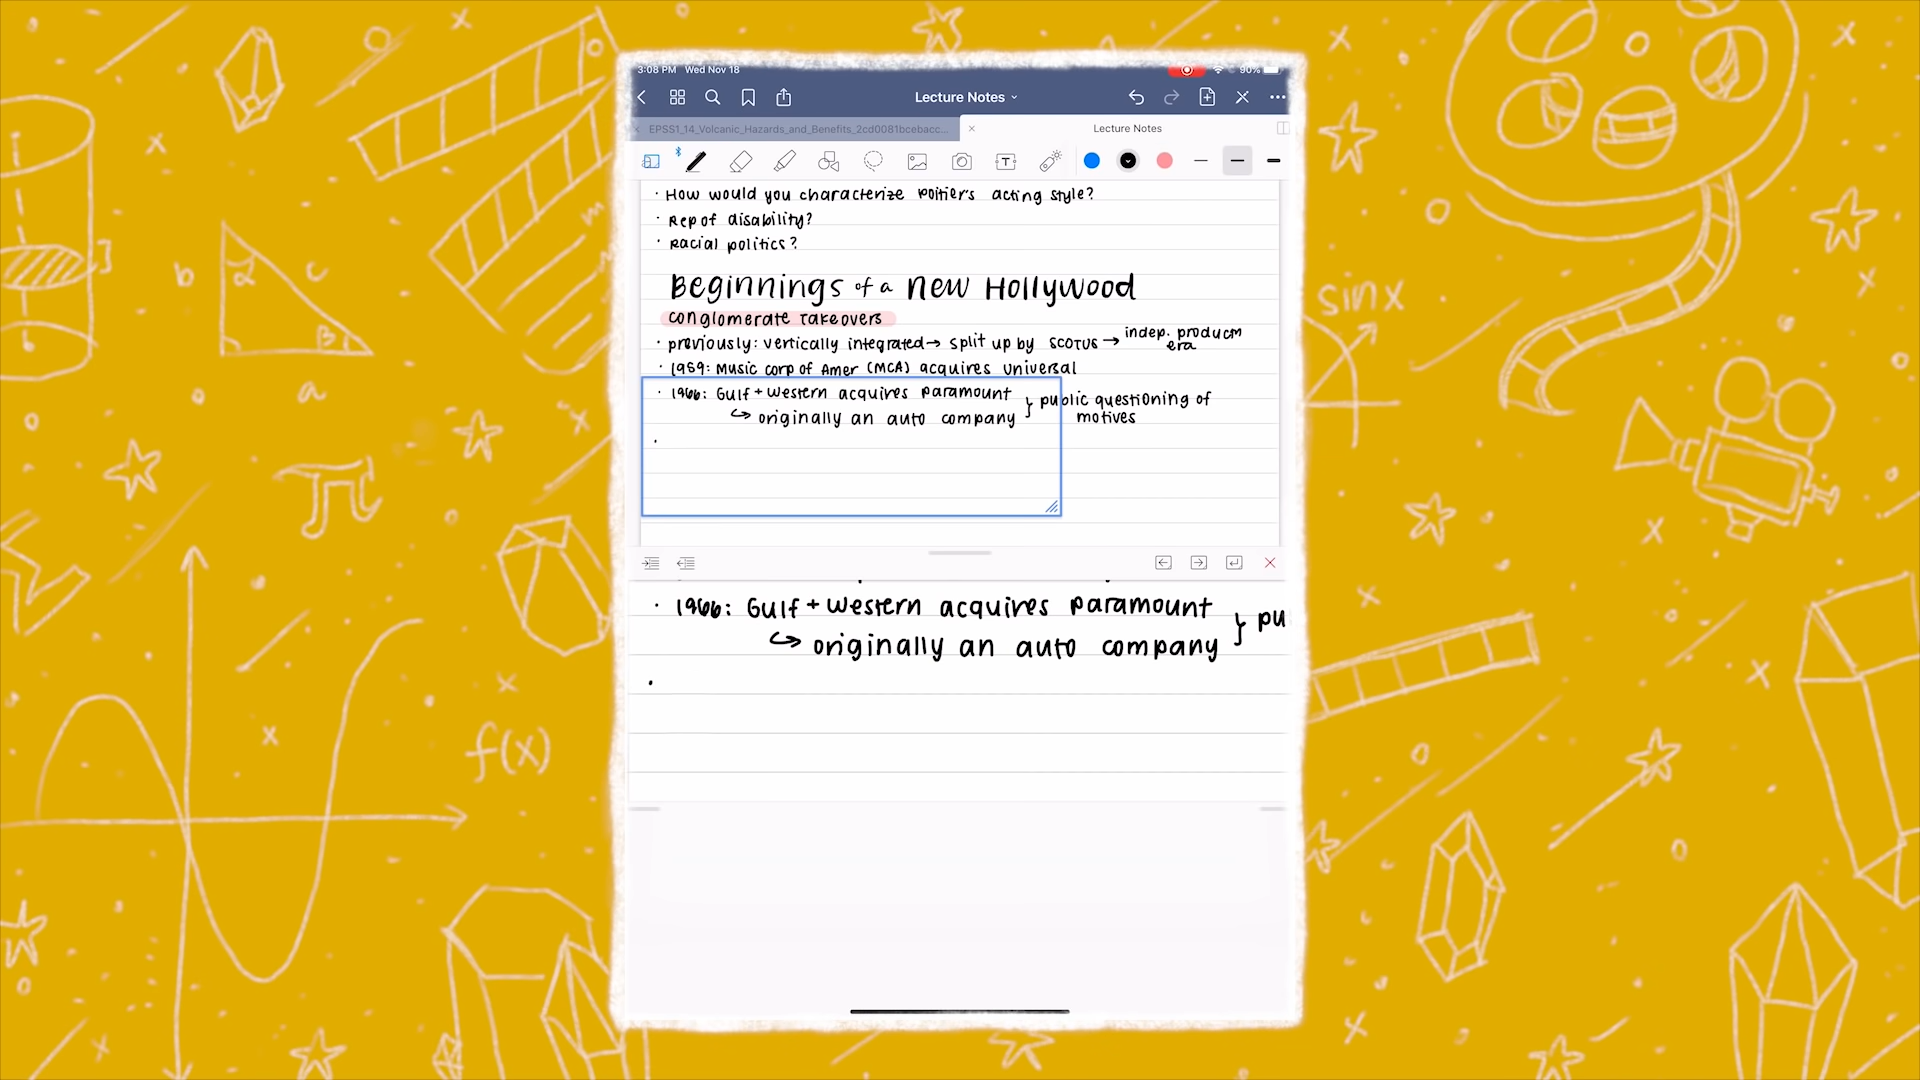 3:08 PM Wed Nov 18
90%
Lecture Notes
EPSS1_14_Volcanic_Hazards_and_Benefits_2cd0081bcebacc...
Lecture Notes
T
· How would you characterize Poitier's acting style?
· Rep of disability?
· Racial politics?
Beginnings of a New Hollywood
conglomerate takeovers
· previously: vertically integrated → split up by SCOTUS → indep. productn era
· 1959: Music Corp of Amer (MCA) acquires Universal
· 1966: Gulf + Western acquires Paramount
↪ originally an auto company } public questioning of motives
·
· 1966: Gulf + Western acquires Paramount
↪ originally an auto company } pu
·
b
α
c
β
a
π
f(x)
sin x